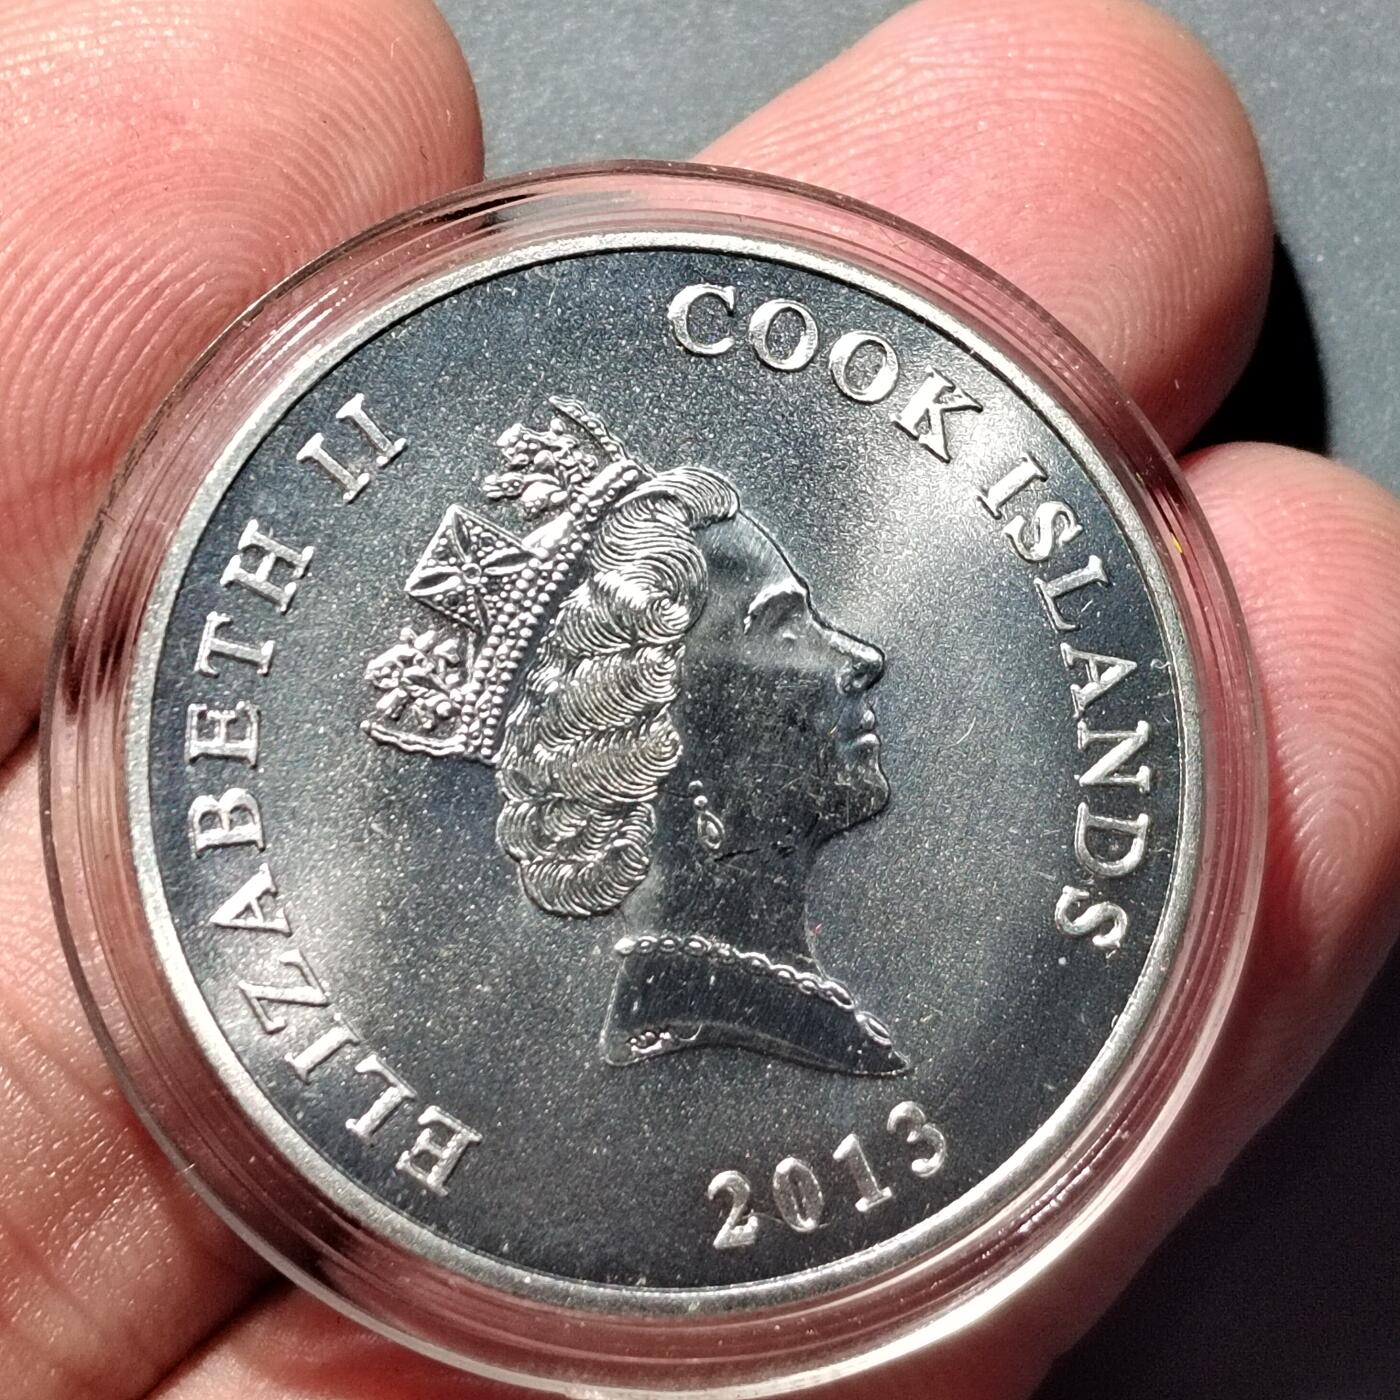 ELIZABETH II
COOK ISLANDS
2013